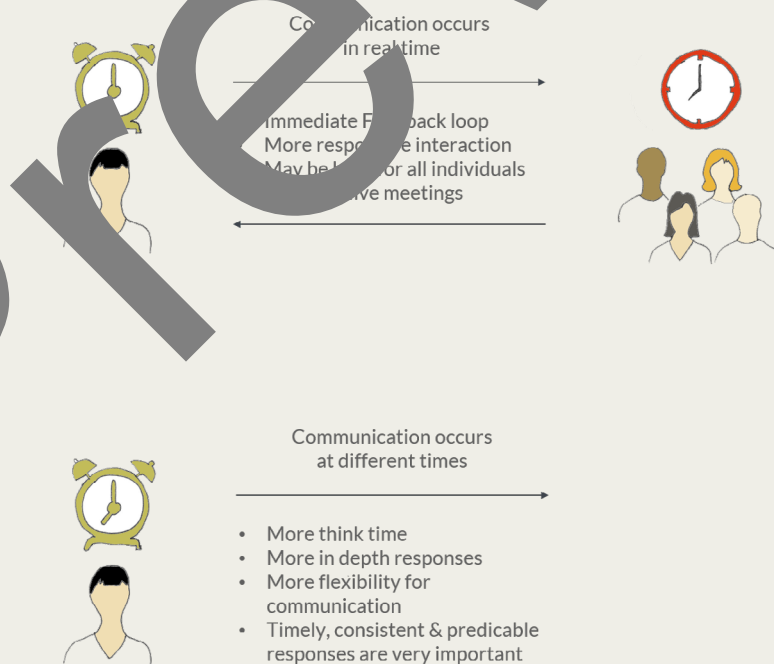 occurs
in real time
Immediate back loop
More interaction
May be all individuals
meetings
Communication occurs
at different times
• More think time
• More in depth responses
• More flexibility for
communication
• Timely, consistent & predicable
responses are very important